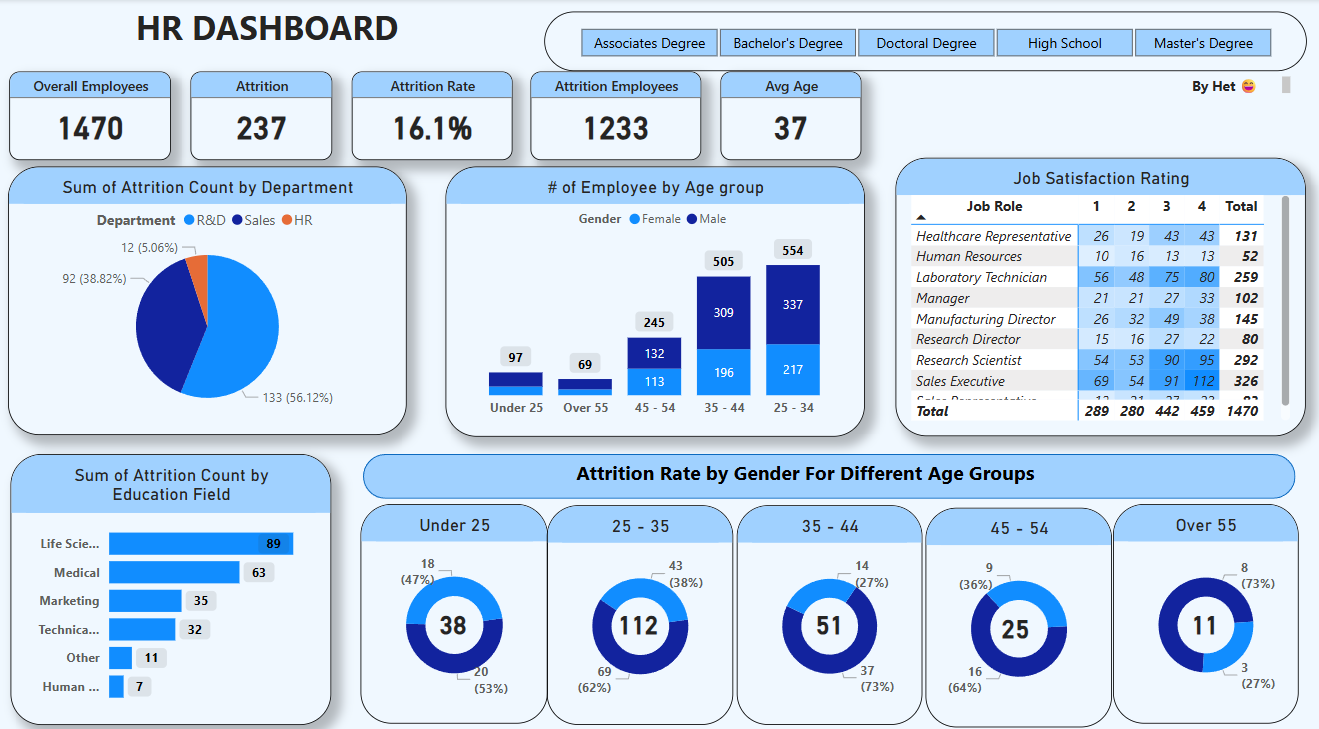 HR DASHBOARD
Associates Degree Bachelor's Degree Doctoral Degree High School Master's Degree
Overall Employees
1470
Attrition
237
Attrition Rate
16.1%
Attrition Employees
1233
Avg Age
37
By Het 😄
Sum of Attrition Count by Department
Department R&D Sales HR
12 (5.06%)
92 (38.82%)
133 (56.12%)
# of Employee by Age group
Gender Female Male
97
69
245
132
113
505
309
196
554
337
217
Under 25 Over 55 45 - 54 35 - 44 25 - 34
Job Satisfaction Rating
Job Role 1 2 3 4 Total
Healthcare Representative 26 19 43 43 131
Human Resources 10 16 13 13 52
Laboratory Technician 56 48 75 80 259
Manager 21 21 27 33 102
Manufacturing Director 26 32 49 38 145
Research Director 15 16 27 22 80
Research Scientist 54 53 90 95 292
Sales Executive 69 54 91 112 326
Total 289 280 442 459 1470
Sum of Attrition Count by
Education Field
Life Scie... 89
Medical 63
Marketing 35
Technica... 32
Other 11
Human ... 7
Attrition Rate by Gender For Different Age Groups
Under 25
18
(47%)
38
20
(53%)
25 - 35
43
(38%)
112
69
(62%)
35 - 44
14
(27%)
51
37
(73%)
45 - 54
9
(36%)
25
16
(64%)
Over 55
8
(73%)
11
3
(27%)